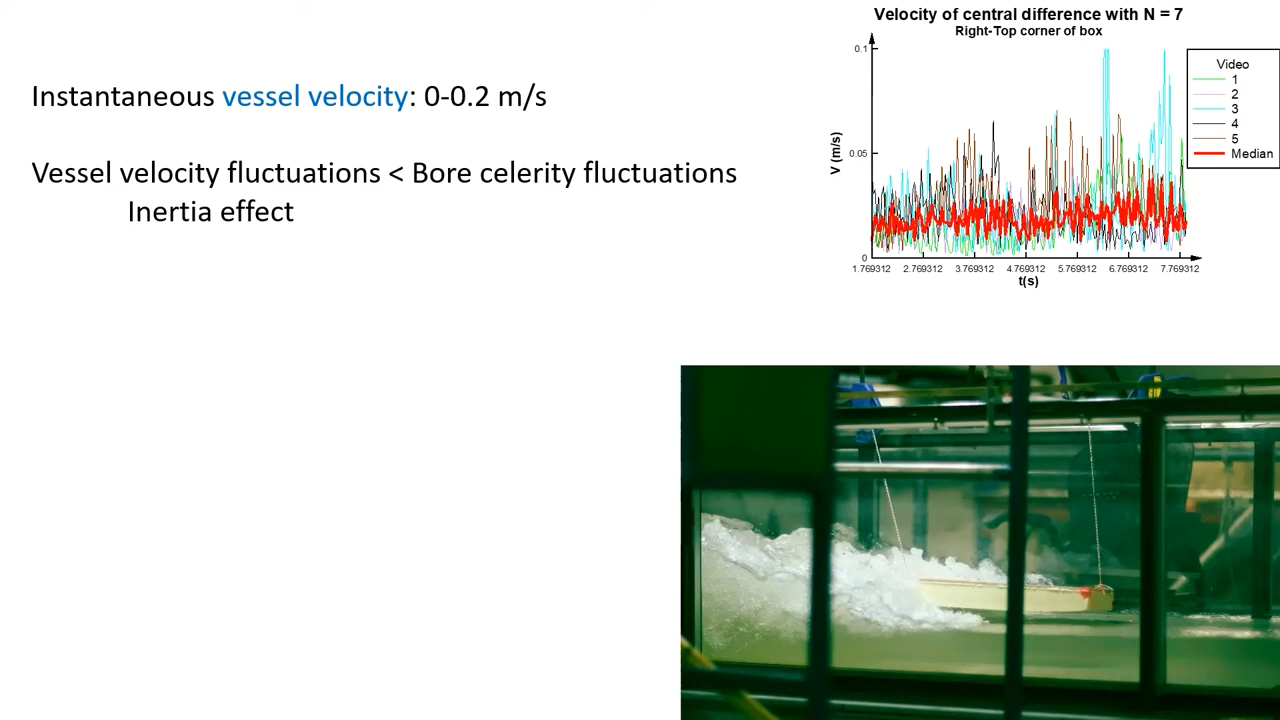 Instantaneous vessel velocity: 0-0.2 m/s
Vessel velocity fluctuations < Bore celerity fluctuations
Inertia effect
Velocity of central difference with N = 7
Right-Top corner of box
V (m/s)
0.1
0.05
0
1.769312 2.769312 3.769312 4.769312 5.769312 6.769312 7.769312
t(s)
Video
1
2
3
4
5
Median